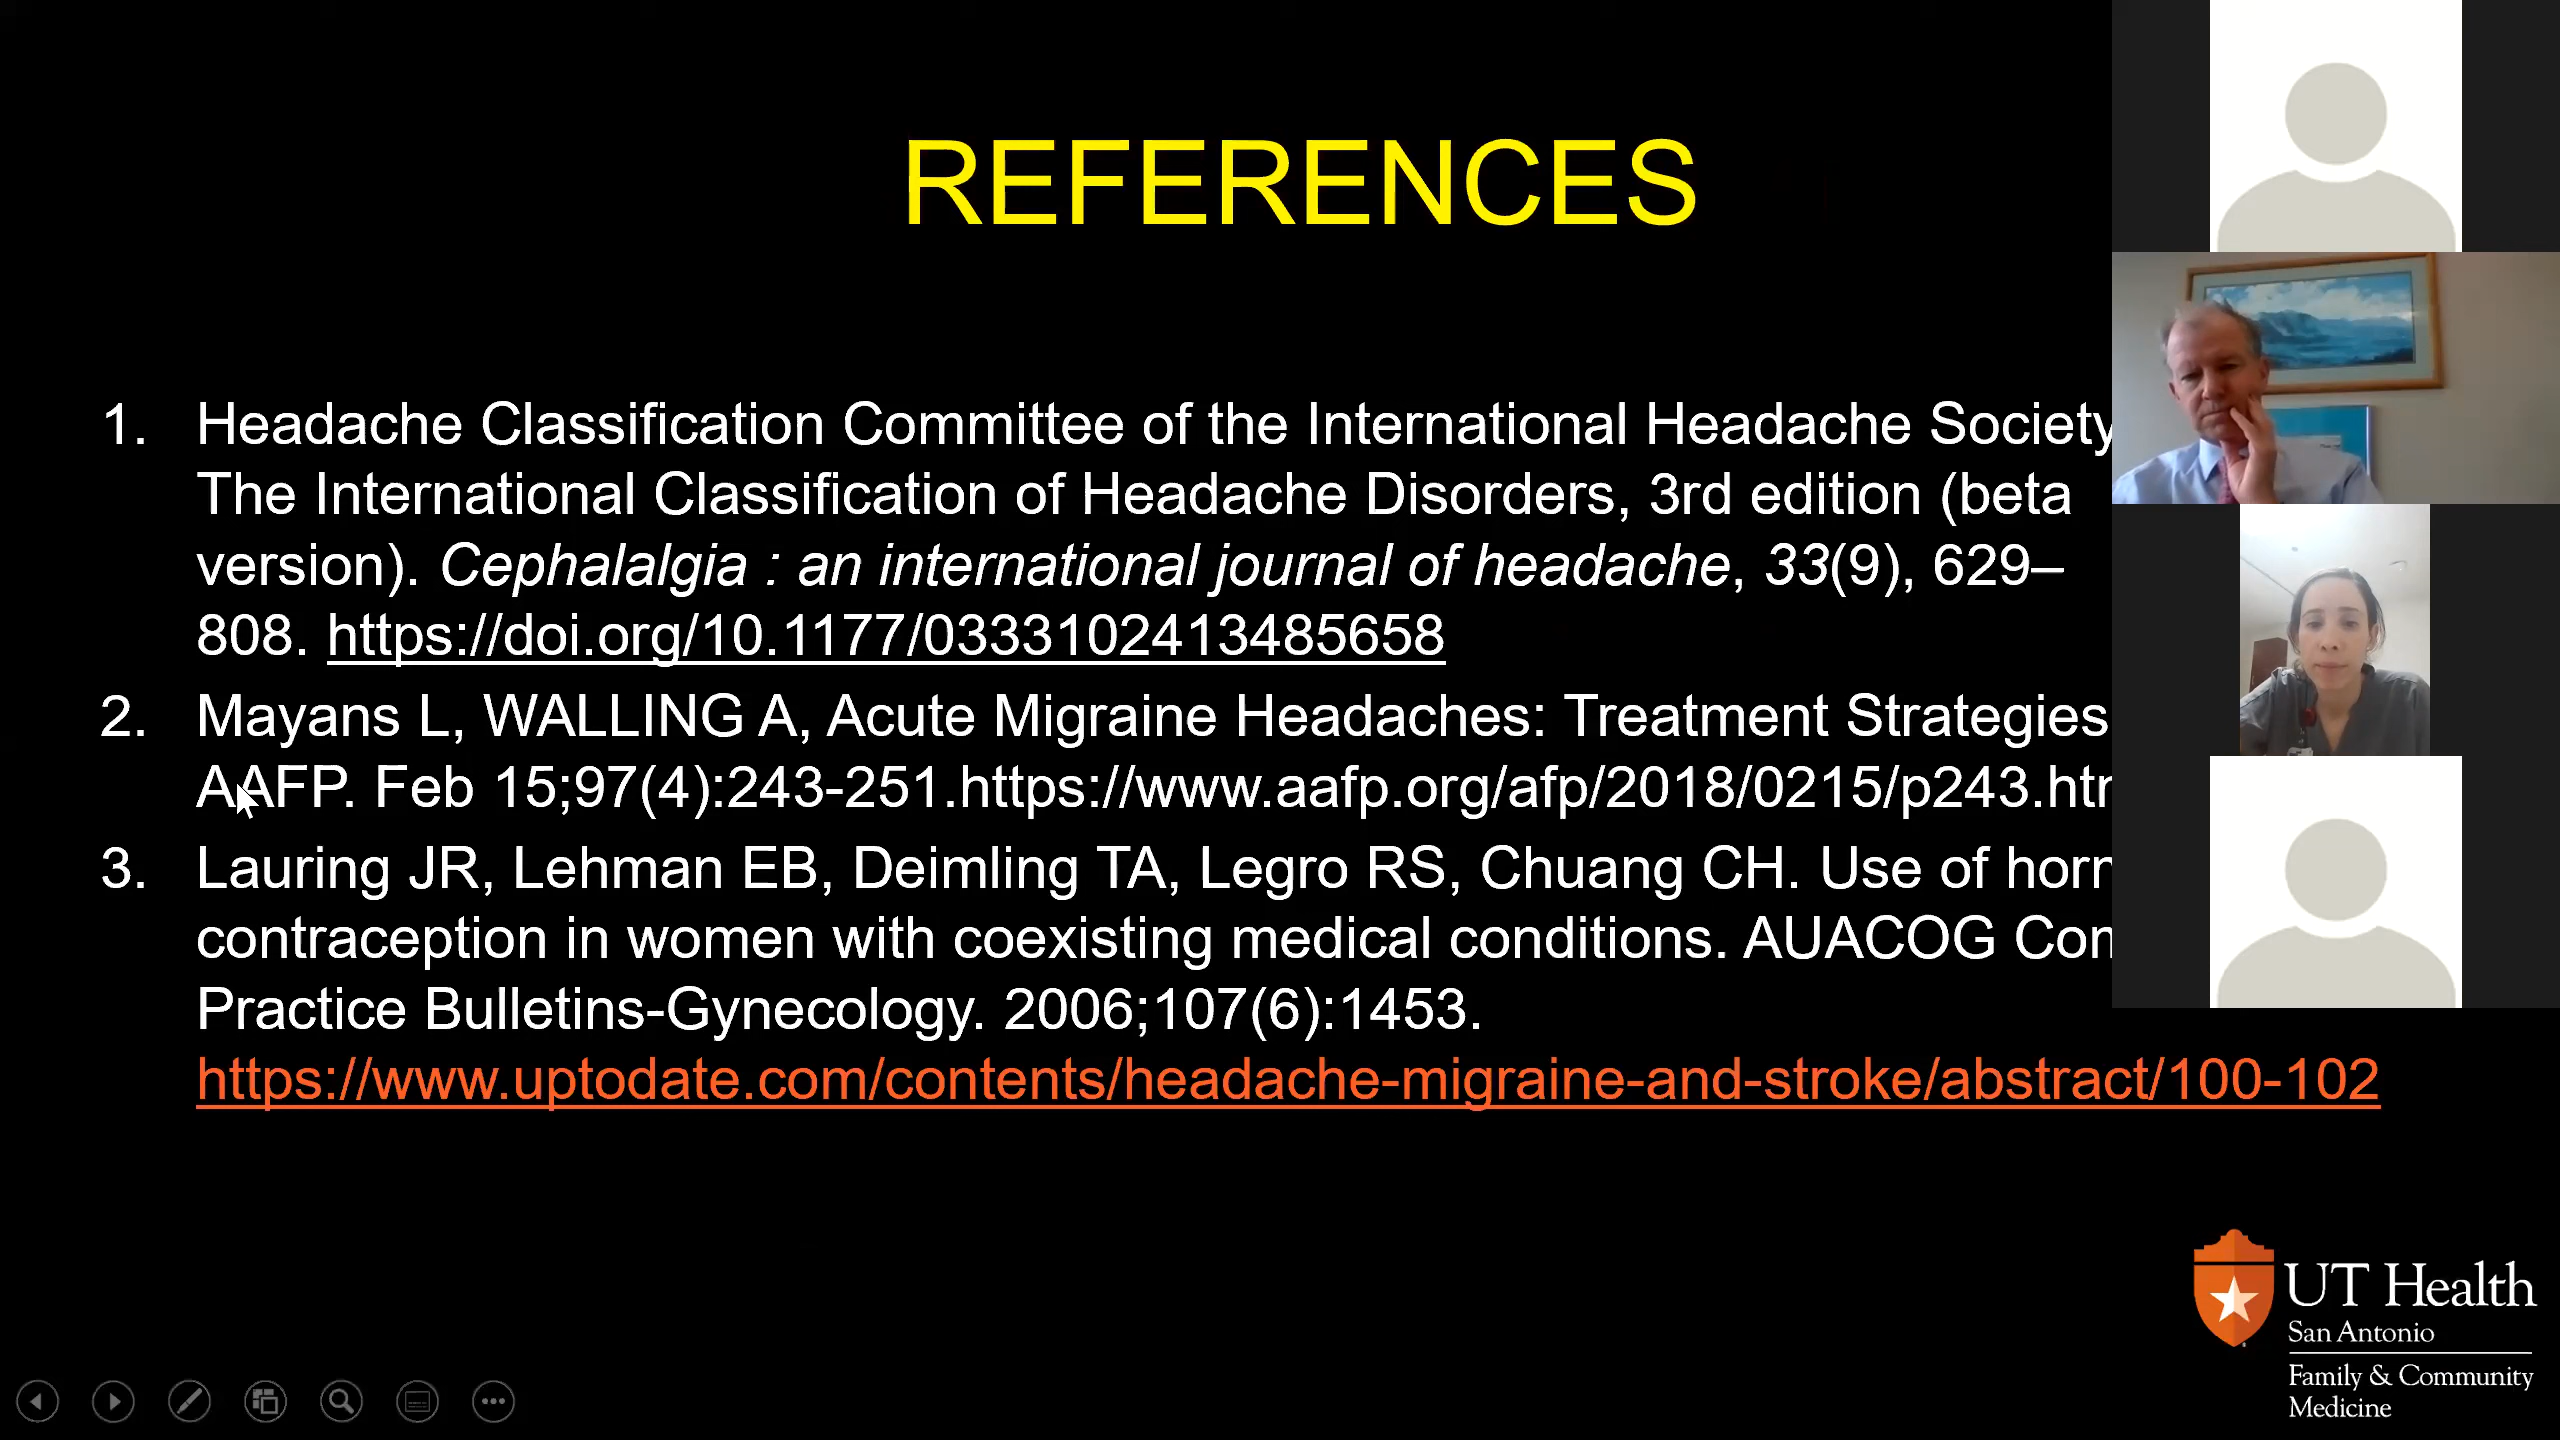 REFERENCES
1. Headache Classification Committee of the International Headache Society
The International Classification of Headache Disorders, 3rd edition (beta
version). Cephalalgia : an international journal of headache, 33(9), 629–
808. https://doi.org/10.1177/0333102413485658
2. Mayans L, WALLING A, Acute Migraine Headaches: Treatment Strategies
AAFP. Feb 15;97(4):243-251.https://www.aafp.org/afp/2018/0215/p243.
3. Lauring JR, Lehman EB, Deimling TA, Legro RS, Chuang CH. Use of
contraception in women with coexisting medical conditions. AUACOG
Practice Bulletins-Gynecology. 2006;107(6):1453.
https://www.uptodate.com/contents/headache-migraine-and-stroke/abstract/100-102
UT Health
San Antonio
Family & Community
Medicine